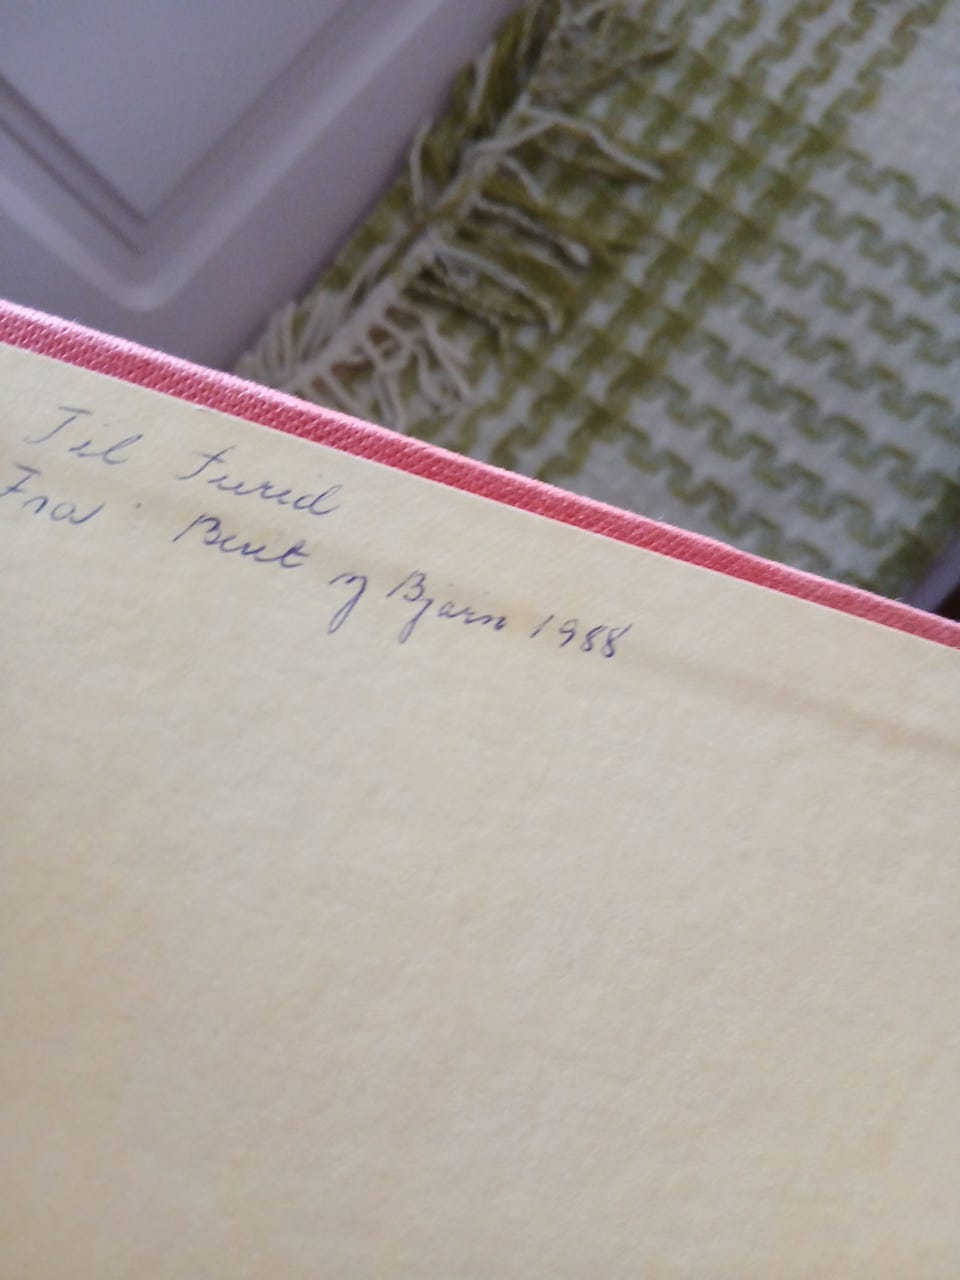 Til Turid
Fra Berit og Bjørn 1988